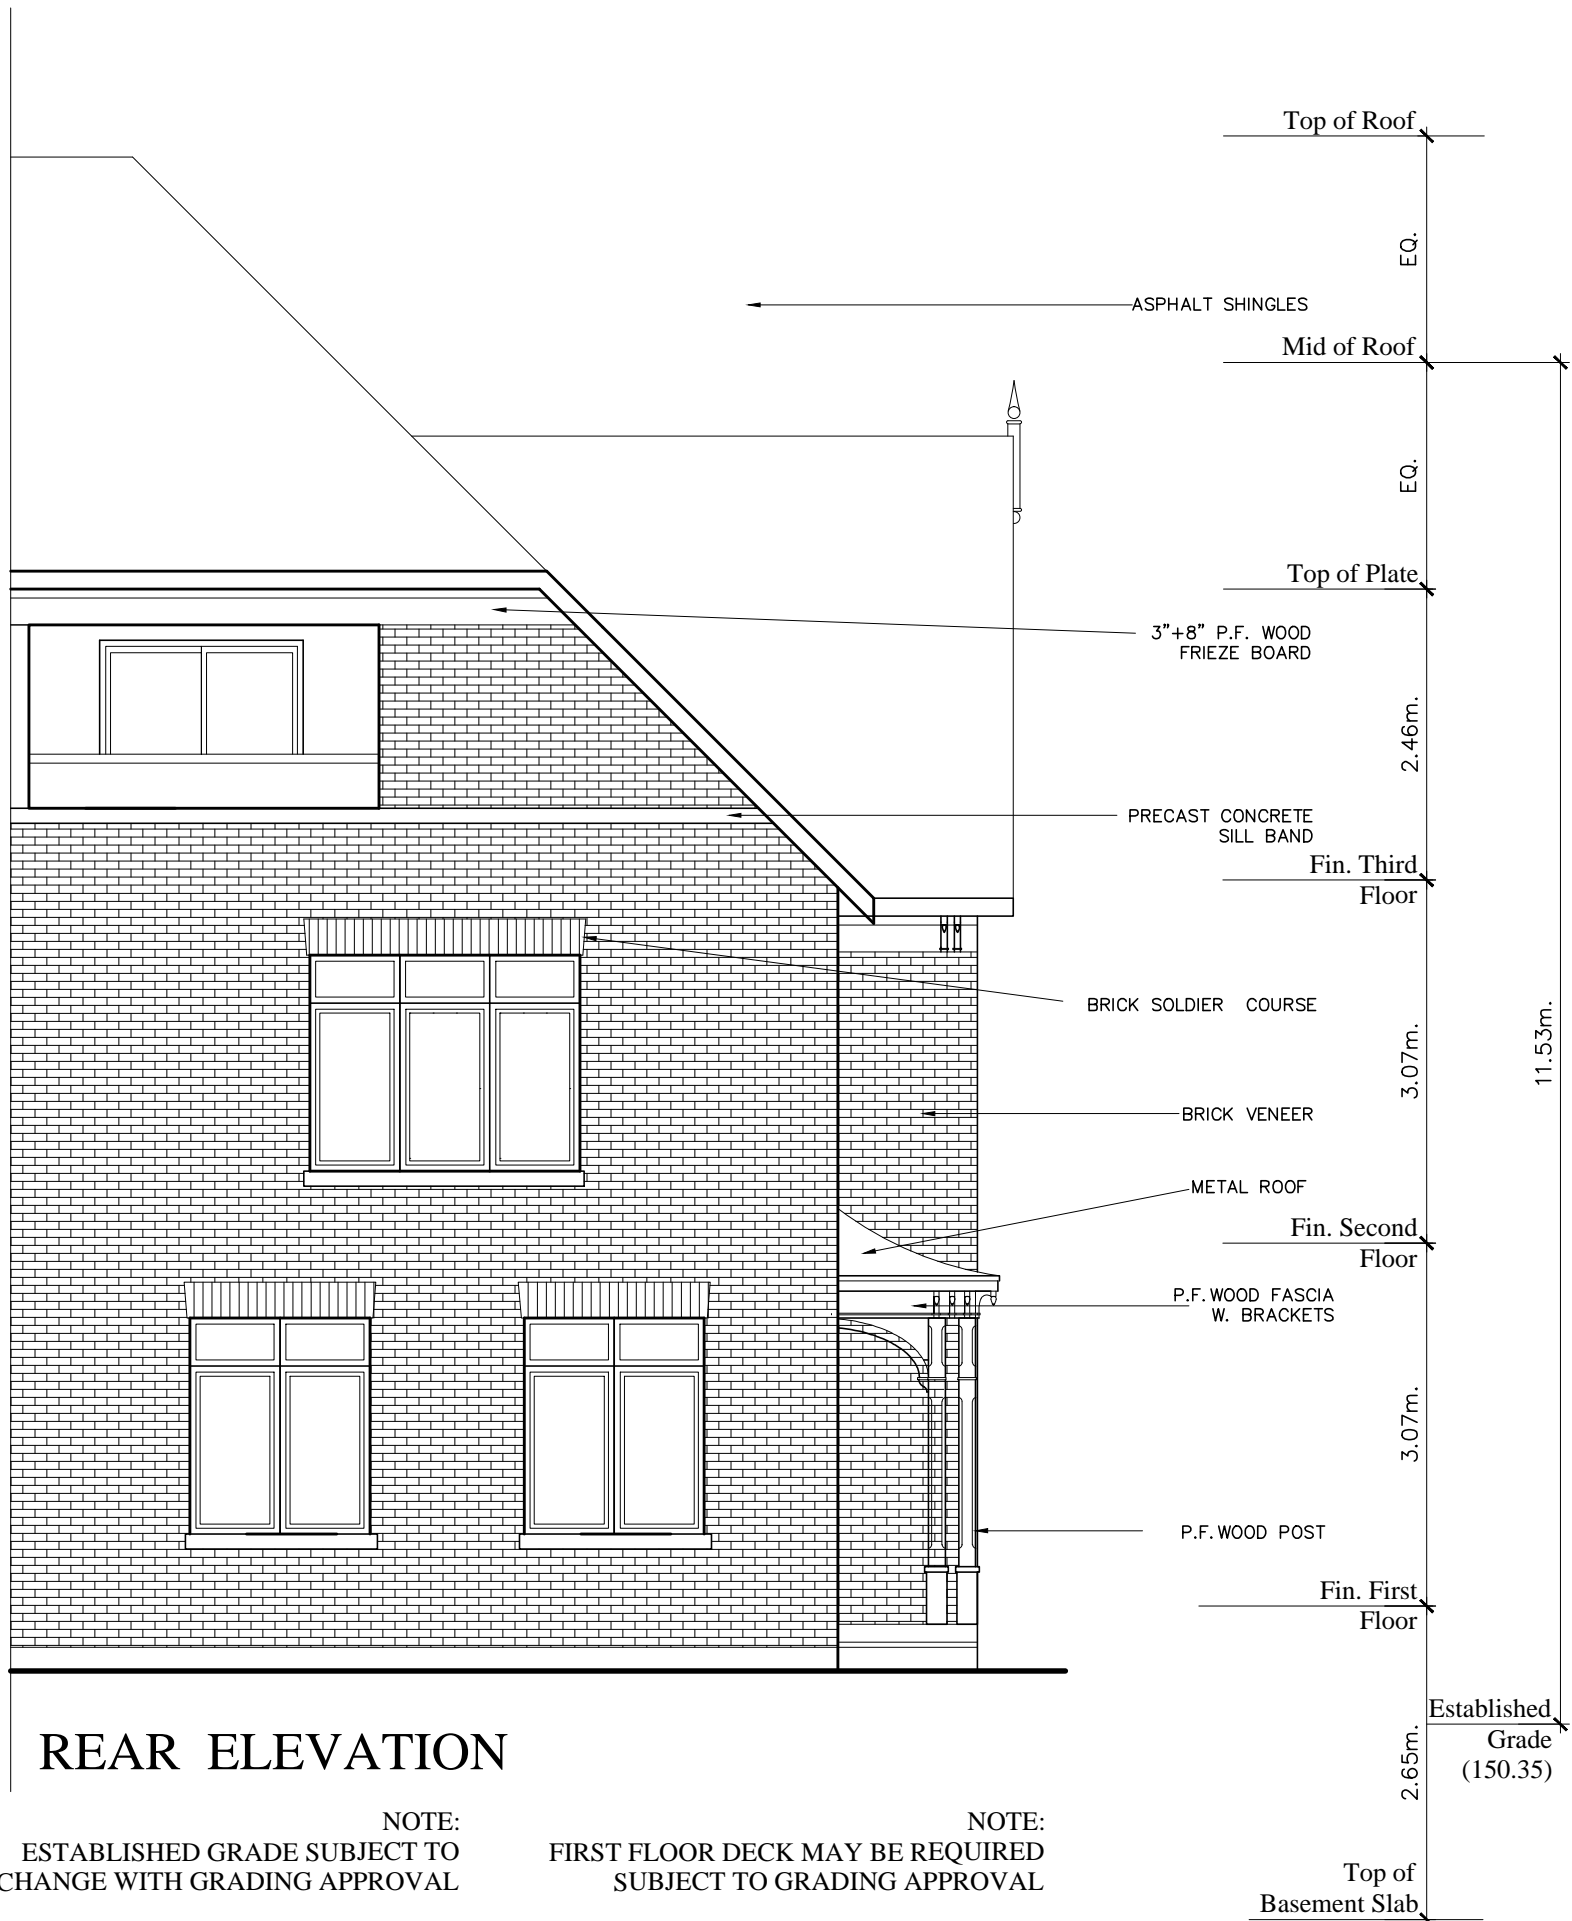 Top of Roof
EQ.
ASPHALT SHINGLES
Mid of Roof
EQ.
Top of Plate
3"+8" P.F. WOOD
FRIEZE BOARD
2.46m.
PRECAST CONCRETE
SILL BAND
Fin. Third
Floor
BRICK SOLDIER COURSE
3.07m.
11.53m.
BRICK VENEER
METAL ROOF
Fin. Second
Floor
P.F. WOOD FASCIA
W. BRACKETS
3.07m.
P.F. WOOD POST
Fin. First
Floor
Established
Grade
(150.35)
2.65m.
REAR ELEVATION
NOTE:
ESTABLISHED GRADE SUBJECT TO
CHANGE WITH GRADING APPROVAL
NOTE:
FIRST FLOOR DECK MAY BE REQUIRED
SUBJECT TO GRADING APPROVAL
Top of
Basement Slab